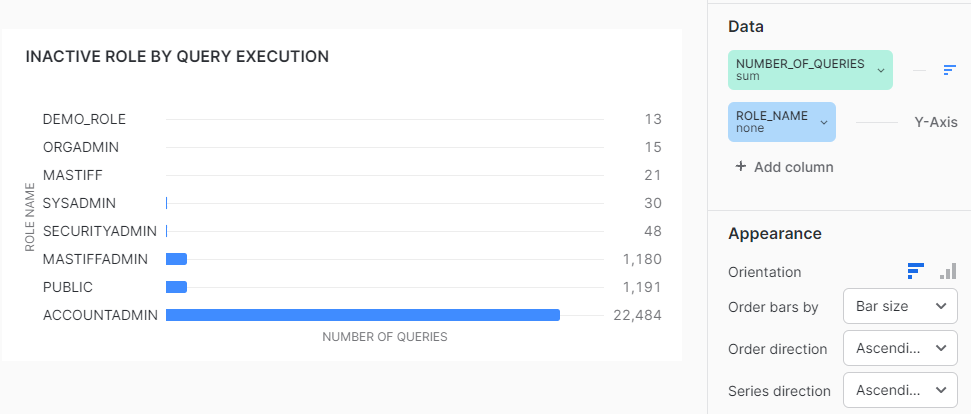 INACTIVE ROLE BY QUERY EXECUTION
ROLE NAME
DEMO_ROLE 13
ORGADMIN 15
MASTIFF 21
SYSADMIN 30
SECURITYADMIN 48
MASTIFFADMIN 1,180
PUBLIC 1,191
ACCOUNTADMIN 22,484
NUMBER OF QUERIES
Data
NUMBER_OF_QUERIES
sum
ROLE_NAME
none
Y-Axis
+ Add column
Appearance
Orientation
Order bars by Bar size
Order direction Ascendi...
Series direction Ascendi...